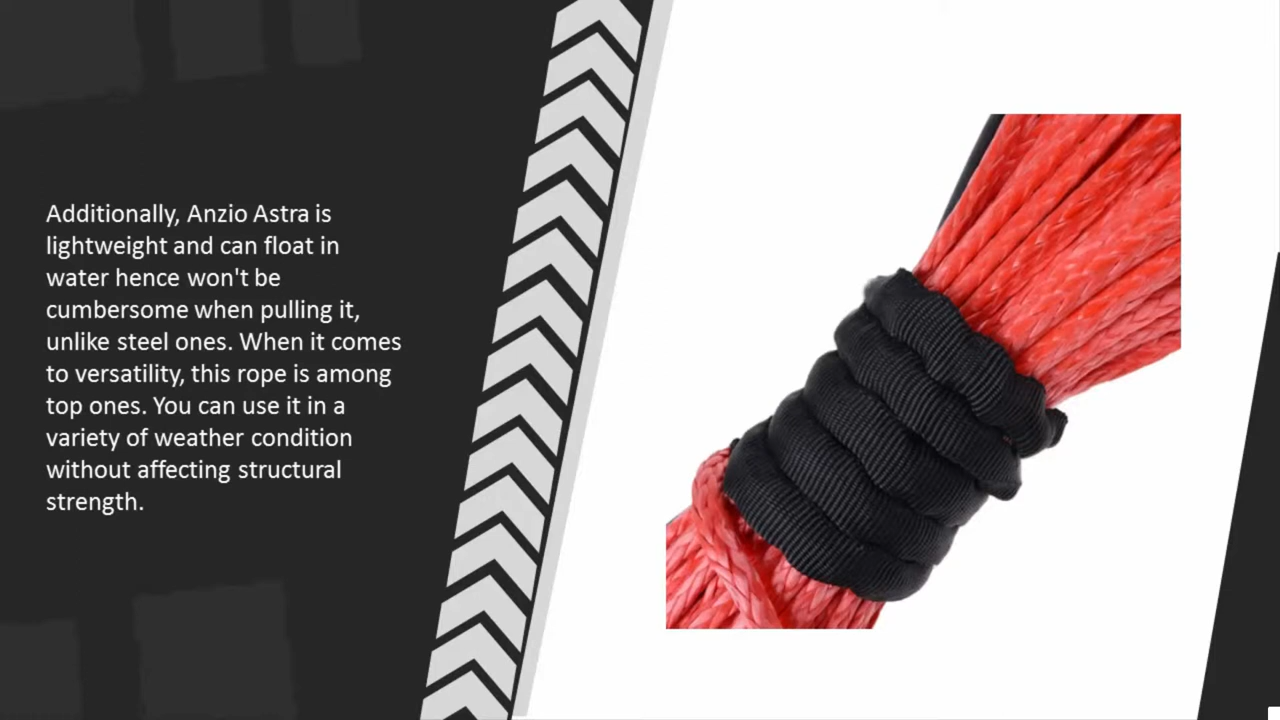 Additionally, Anzio Astra is
lightweight and can float in
water hence won't be
cumbersome when pulling it,
unlike steel ones. When it comes
to versatility, this rope is among
top ones. You can use it in a
variety of weather condition
without affecting structural
strength.